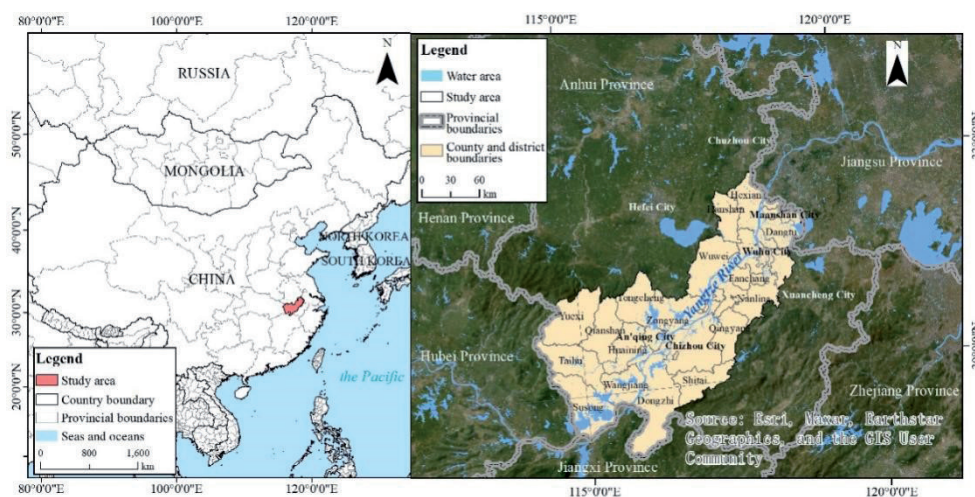 80°0'0"E
100°0'0"E
120°0'0"E
50°0'0"N
40°0'0"N
30°0'0"N
20°0'0"N
N
RUSSIA
MONGOLIA
CHINA
NORTH KOREA
SOUTH KOREA
the Pacific
Legend
Study area
Country boundary
Provincial boundaries
Seas and oceans
0 800 1,600
km
80°0'0"E
100°0'0"E
120°0'0"E
115°0'0"E
120°0'0"E
Legend
Water area
Study area
Provincial
boundaries
County and district
boundaries
0 30 60
km
N
Anhui Province
Chuzhou City
Jiangsu Province
Hefei City
Henan Province
Hexian
Hanshan
Maanshan City
Dangtu
Wuwei
Wuhu City
Fanchang
Yangtze River
Nanling
Xuancheng City
Tongcheng
Zongyang
Yuexi
Qianshan
An'qing City
Qingyang
Chizhou City
Huaining
Taihu
Hubei Province
Wangjiang
Shitai
Dongzhi
Susong
Zhejiang Province
Jiangxi Province
Source: Esri, Maxar, Earthstar
Geographics, and the GIS User
Community
115°0'0"E
120°0'0"E